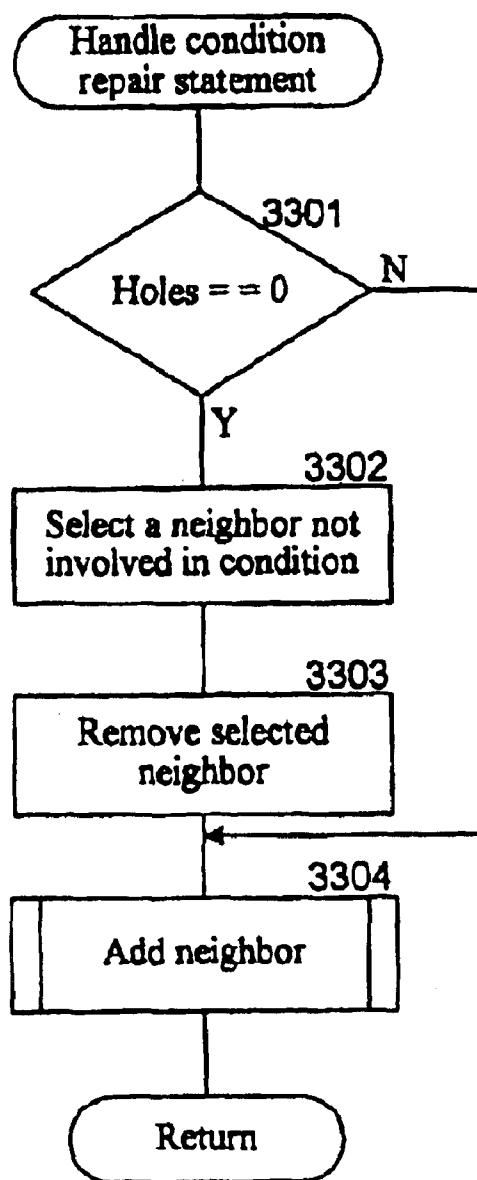 Handle condition
repair statement
3301
Holes = = 0
N
Y
3302
Select a neighbor not
involved in condition
3303
Remove selected
neighbor
3304
Add neighbor
Return